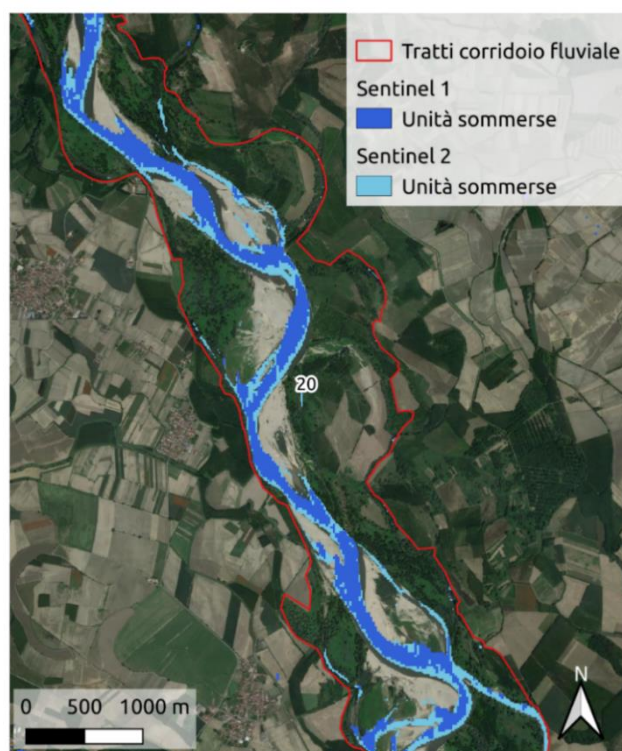 Tratti corridoio fluviale
Sentinel 1
Unità sommerse
Sentinel 2
Unità sommerse
20
N
0 500 1000 m